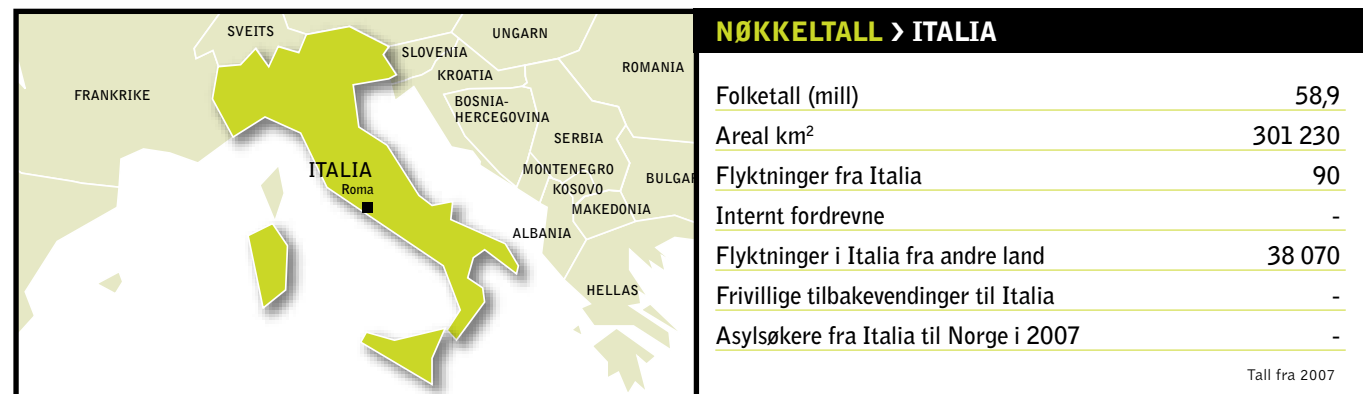 SVEITS
UNGARN
SLOVENIA
ROMANIA
KROATIA
FRANKRIKE
BOSNIA-
HERCEGOVINA
SERBIA
ITALIA
MONTENEGRO
BULGAR
Roma
KOSOVO
MAKEDONIA
ALBANIA
HELLAS
NØKKELTALL > ITALIA
Folketall (mill) 58,9
Areal km² 301 230
Flyktninger fra Italia 90
Internt fordrevne -
Flyktninger i Italia fra andre land 38 070
Frivillige tilbakevendinger til Italia -
Asylsøkere fra Italia til Norge i 2007 -
Tall fra 2007